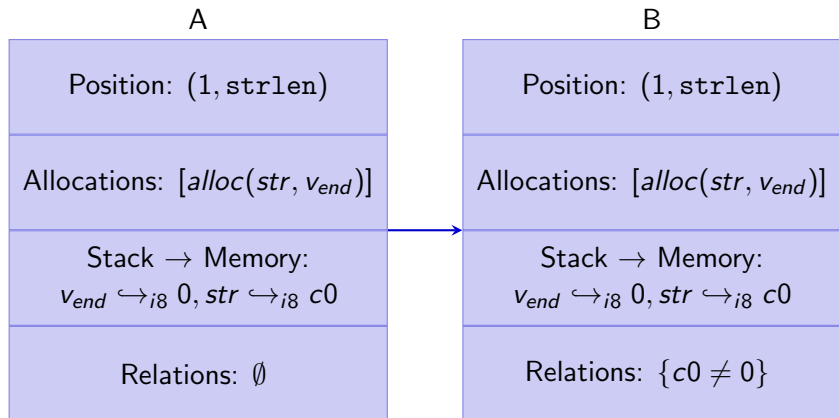 A
Position: (1, strlen)
Allocations: [alloc(str, v_end)]
Stack → Memory:
v_end ↪_i8 0, str ↪_i8 c0
Relations: ∅
B
Position: (1, strlen)
Allocations: [alloc(str, v_end)]
Stack → Memory:
v_end ↪_i8 0, str ↪_i8 c0
Relations: {c0 ≠ 0}